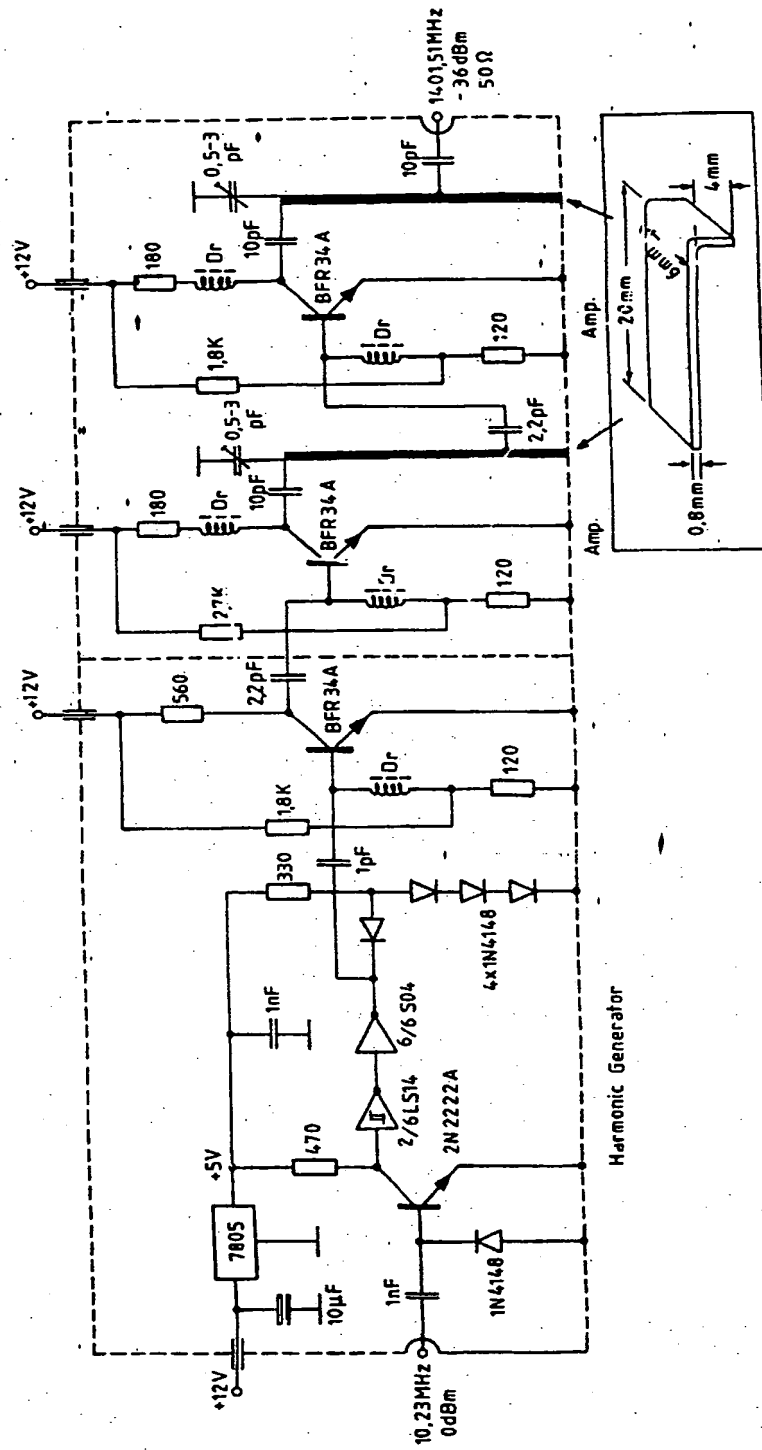 +12V
10µF
7805
+5V
1nF
10,23MHz
0dBm
1nF
1N4148
470
2N2222A
2/6LS14
6/6 S04
330
4x1N4148
1pF
Harmonic Generator
+12V
560
1,8K
Dr
120
BFR34A
2,2pF
+12V
180
Dr
2,7K
Dr
120
BFR34A
10pF
0,5-3
pF
Amp.
2,2pF
+12V
180
Dr
1,8K
Dr
120
BFR34A
10pF
0,5-3
pF
Amp.
10pF
1401,51MHz
-36dBm
50Ω
0,8mm
20mm
6mm
4mm